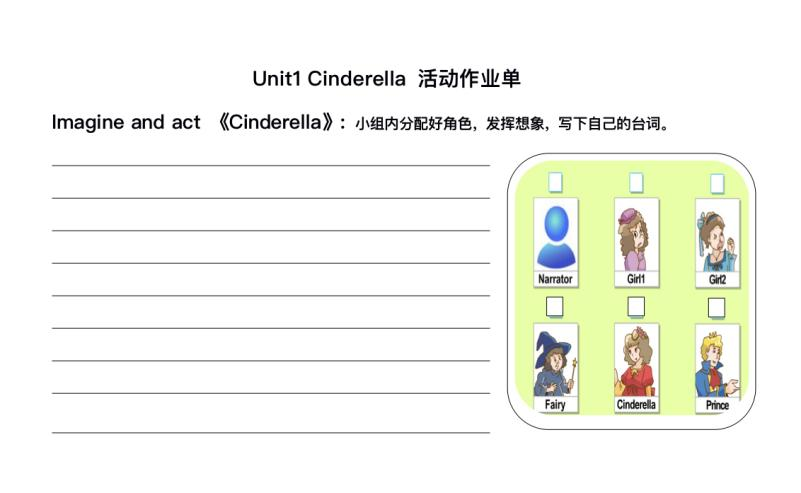 Unit1 Cinderella 活动作业单
Imagine and act 《Cinderella》：小组内分配好角色，发挥想象，写下自己的台词。
Narrator Girl1 Girl2
Fairy Cinderella Prince